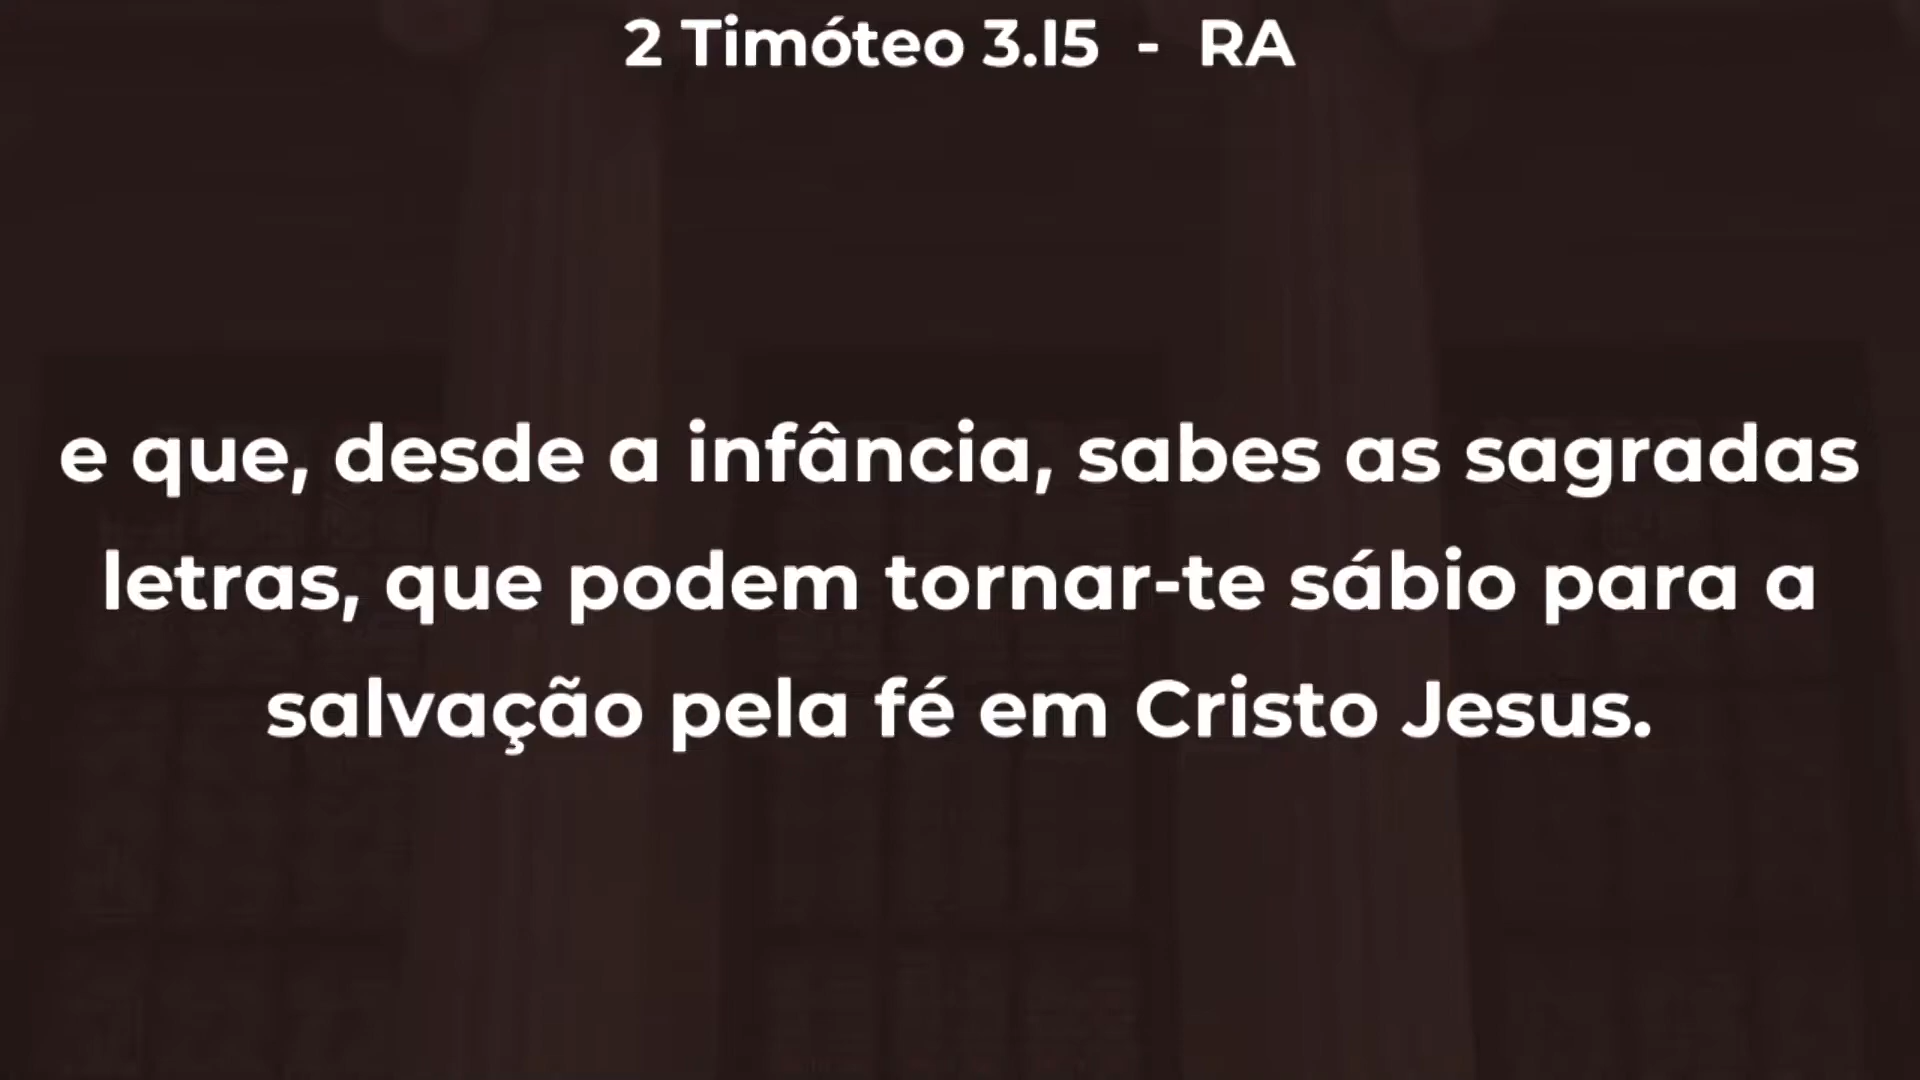 2 Timóteo 3.15 - RA
e que, desde a infância, sabes as sagradas
letras, que podem tornar-te sábio para a
salvação pela fé em Cristo Jesus.